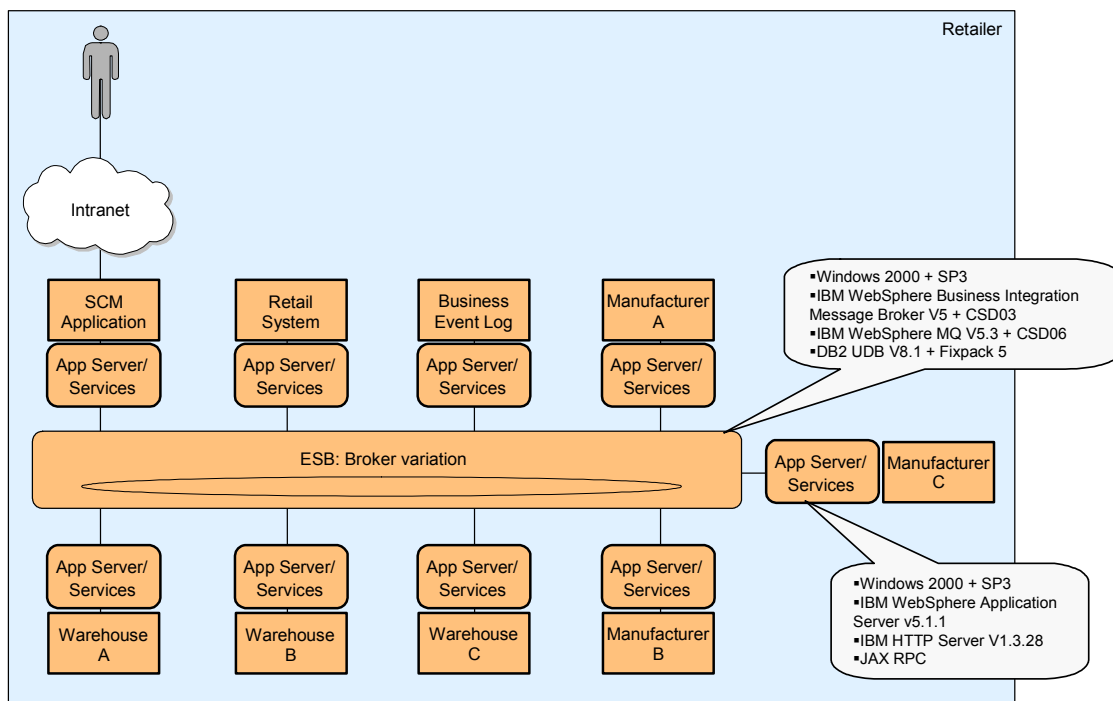 Retailer
Intranet
SCM
Application
Retail
System
Business
Event Log
Manufacturer
A
▪Windows 2000 + SP3
▪IBM WebSphere Business Integration
Message Broker V5 + CSD03
▪IBM WebSphere MQ V5.3 + CSD06
▪DB2 UDB V8.1 + Fixpack 5
App Server/
Services
App Server/
Services
App Server/
Services
App Server/
Services
ESB: Broker variation
App Server/
Services
Manufacturer
C
App Server/
Services
App Server/
Services
App Server/
Services
App Server/
Services
Warehouse
A
Warehouse
B
Warehouse
C
Manufacturer
B
▪Windows 2000 + SP3
▪IBM WebSphere Application
Server v5.1.1
▪IBM HTTP Server V1.3.28
▪JAX RPC